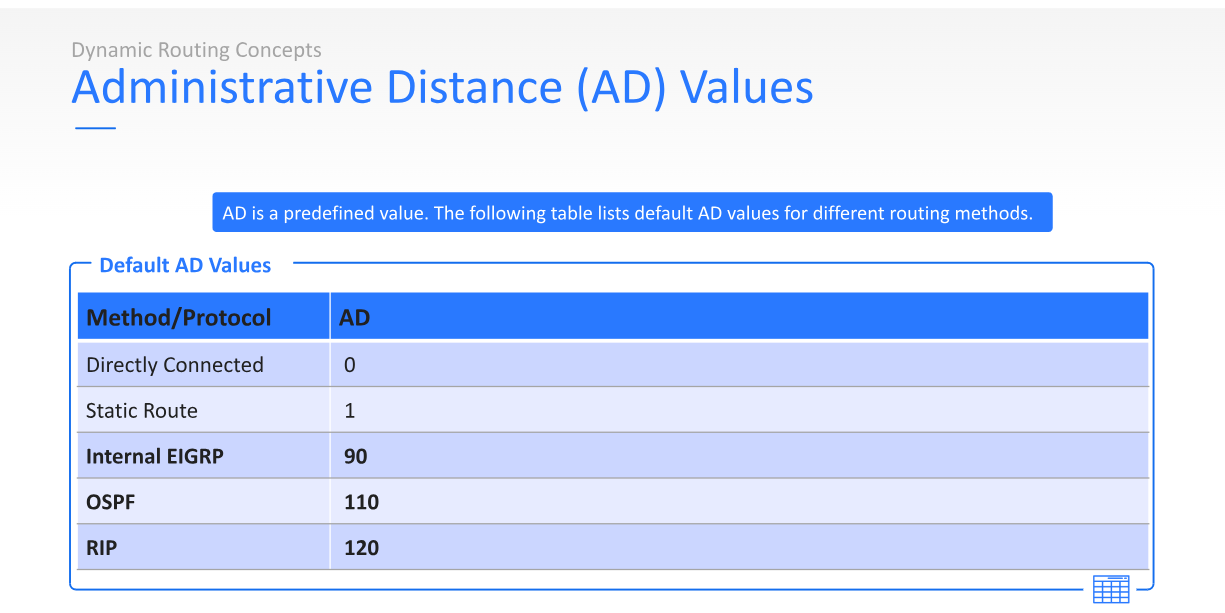 Dynamic Routing Concepts
Administrative Distance (AD) Values
AD is a predefined value. The following table lists default AD values for different routing methods.
Default AD Values
Method/Protocol AD
Directly Connected 0
Static Route 1
Internal EIGRP 90
OSPF 110
RIP 120